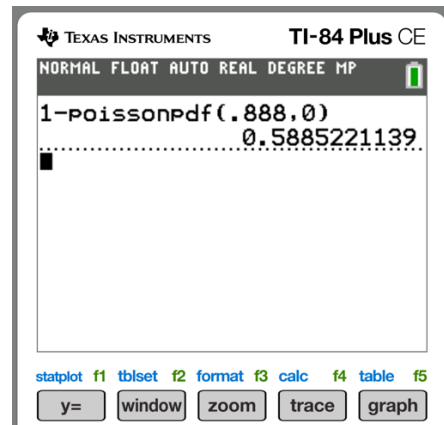 TEXAS INSTRUMENTS TI-84 Plus CE
NORMAL FLOAT AUTO REAL DEGREE MP
1-poissonpdf(.888,0)
0.5885221139
statplot f1 tblset f2 format f3 calc f4 table f5
y= window zoom trace graph